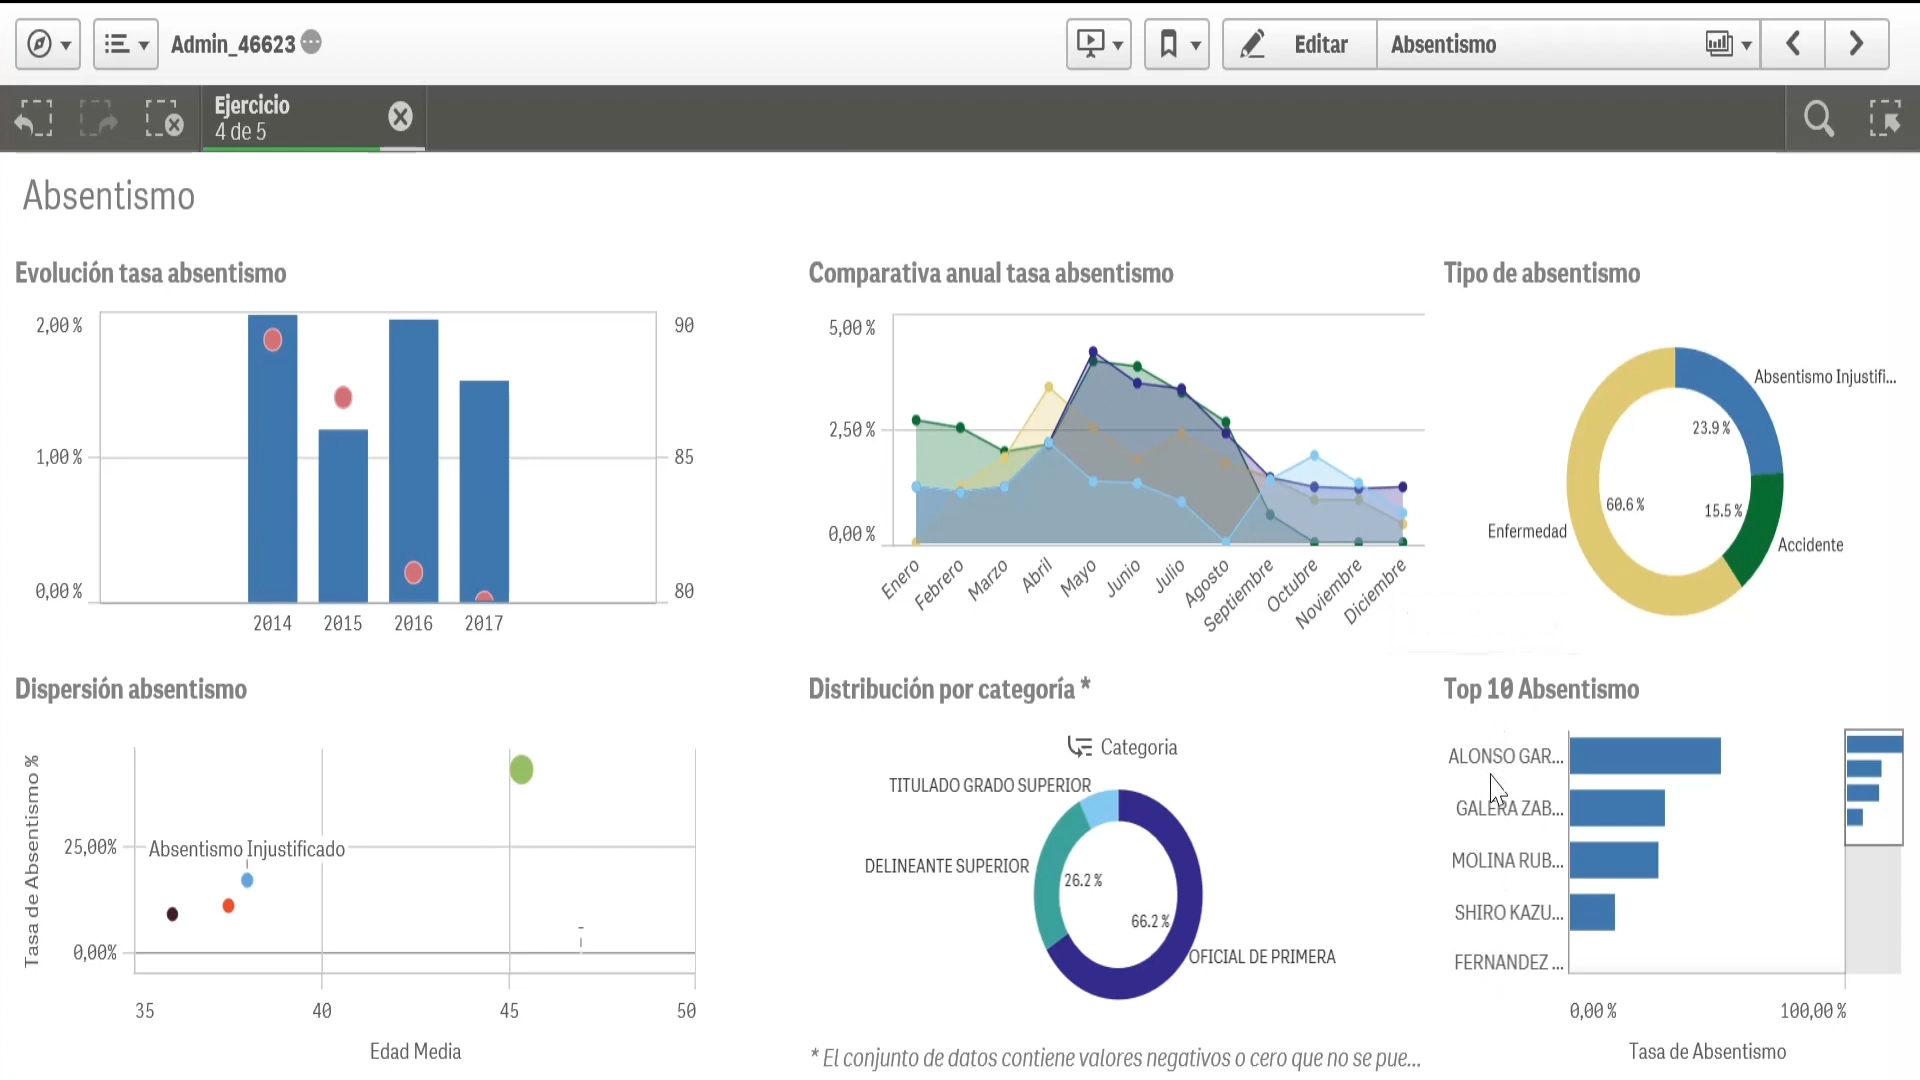 Admin_46623
Editar
Absentismo
Ejercicio
4 de 5
Absentismo
Evolución tasa absentismo
2,00 %
1,00 %
0,00 %
90
85
80
2014 2015 2016 2017
Comparativa anual tasa absentismo
5,00 %
2,50 %
0,00 %
Enero
Febrero
Marzo
Abril
Mayo
Junio
Julio
Agosto
Septiembre
Octubre
Noviembre
Diciembre
Tipo de absentismo
Absentismo Injustifi...
23.9 %
60.6 %
15.5 %
Enfermedad
Accidente
Dispersión absentismo
Tasa de Absentismo %
25,00%
0,00%
Absentismo Injustificado
35 40 45 50
Edad Media
Distribución por categoría *
Categoria
TITULADO GRADO SUPERIOR
DELINEANTE SUPERIOR
26.2 %
66.2 %
OFICIAL DE PRIMERA
* El conjunto de datos contiene valores negativos o cero que no se pue...
Top 10 Absentismo
ALONSO GAR...
GALERA ZAB...
MOLINA RUB...
SHIRO KAZU...
FERNANDEZ ...
0,00 % 100,00 %
Tasa de Absentismo